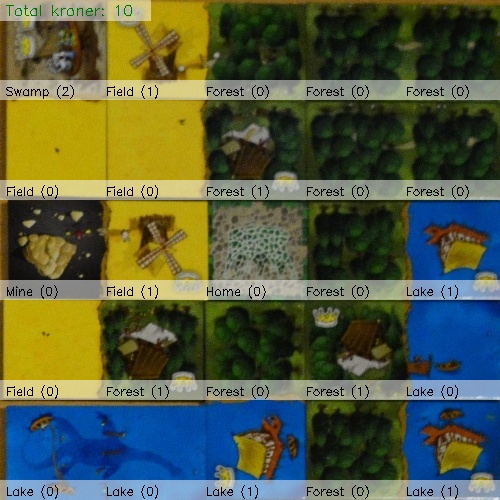 Total kroner: 10
Swamp (2) Field (1) Forest (0) Forest (0) Forest (0)
Field (0) Field (0) Forest (1) Forest (0) Forest (0)
Mine (0) Field (1) Home (0) Forest (0) Lake (1)
Field (0) Forest (1) Forest (0) Forest (1) Lake (0)
Lake (0) Lake (0) Lake (1) Forest (0) Lake (1)